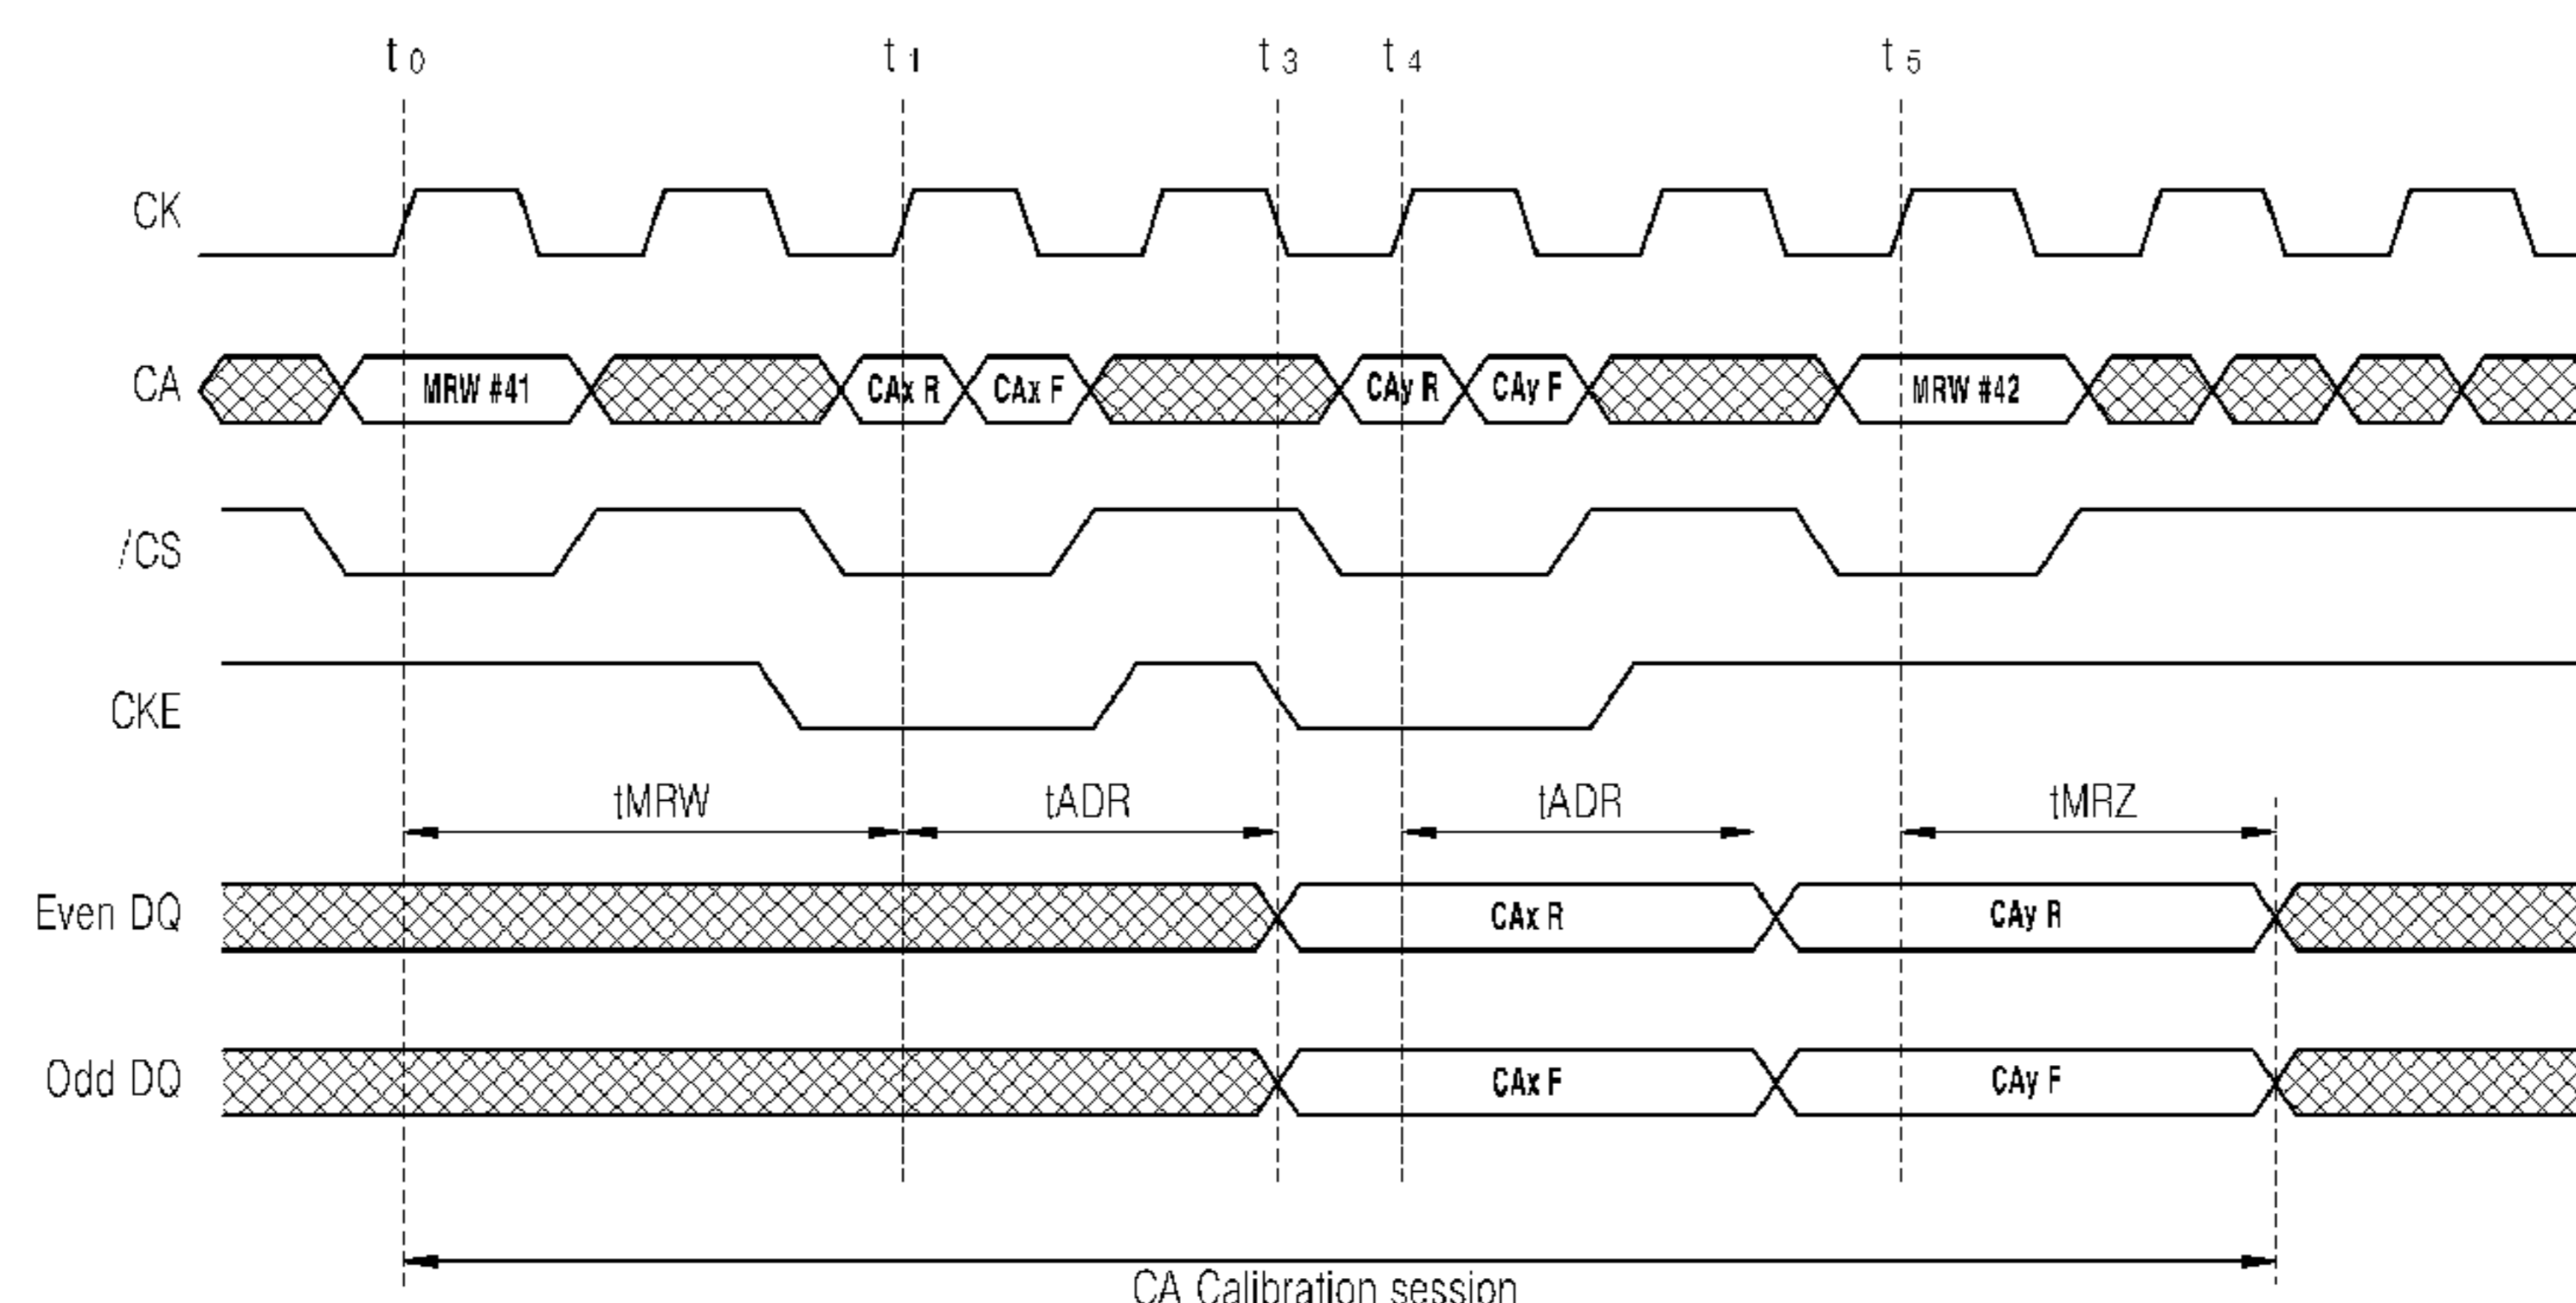 t0 t1 t3 t4 t5
CK
CA MRW #41 CAx R CAx F CAy R CAy F MRW #42
/CS
CKE
tMRW tADR tADR tMRZ
Even DQ CAx R CAy R
Odd DQ CAx F CAy F
CA Calibration session